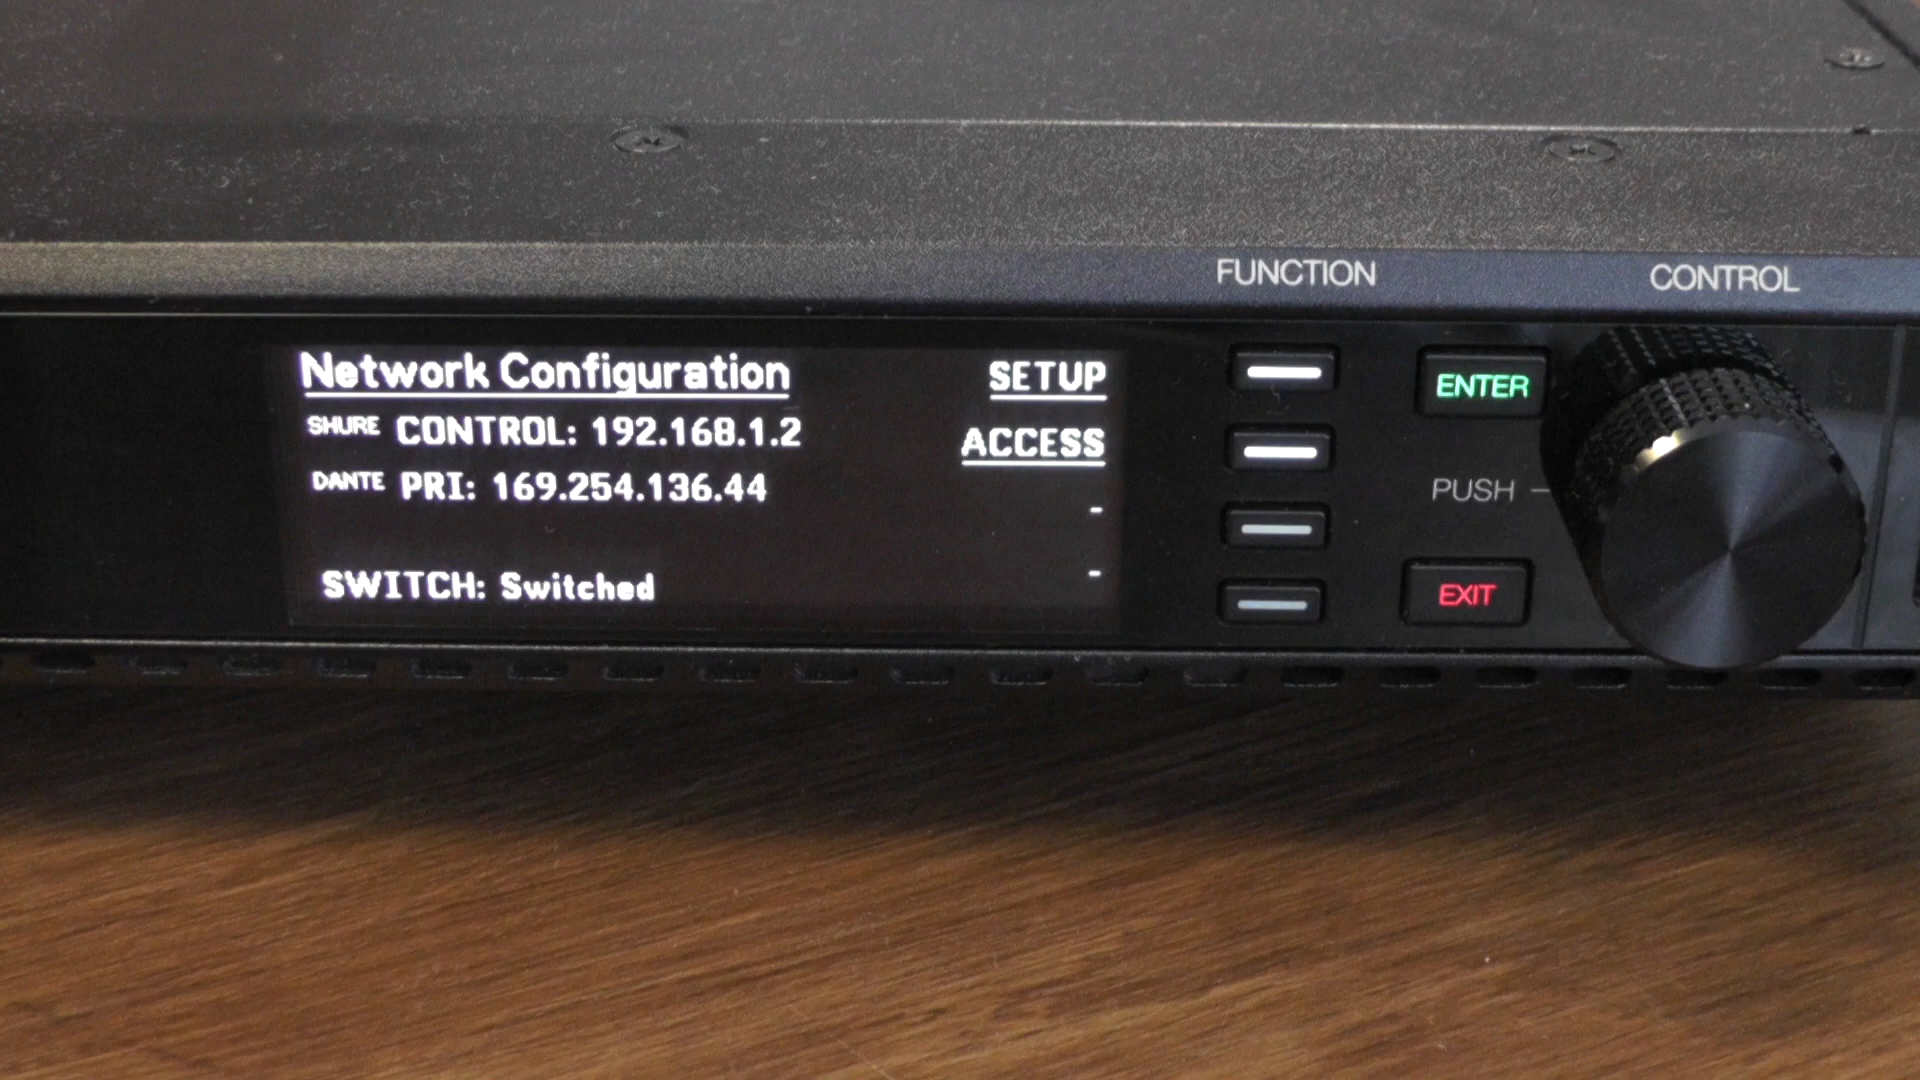 FUNCTION CONTROL
Network Configuration SETUP
SHURE CONTROL: 192.168.1.2 ACCESS
DANTE PRI: 169.254.136.44 -
SWITCH: Switched -
ENTER
PUSH –
EXIT